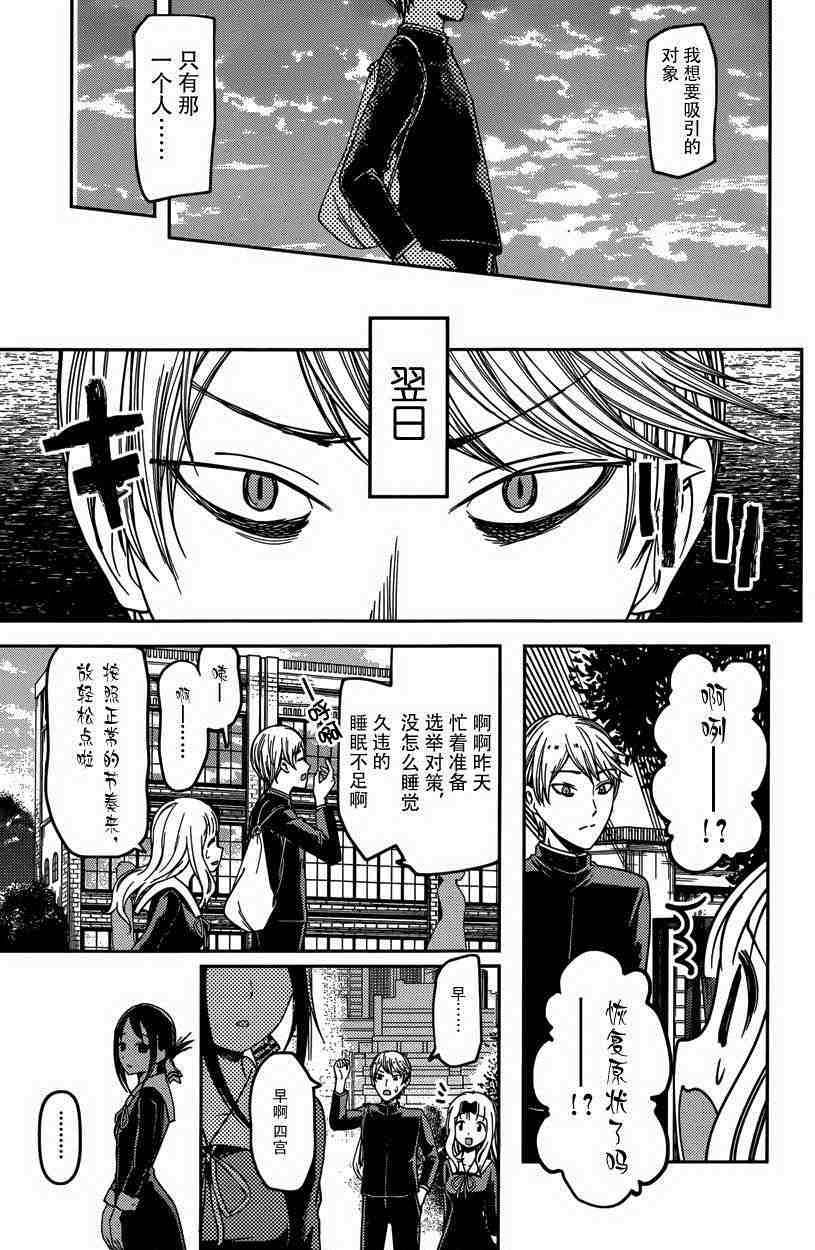 我想要吸引的
对象
只有那
一个人……
翌日
啊咧
——!?
恢复原状了吗
——!?
啊啊昨天
忙着准备
选举对策,
没怎么睡觉
久违的
睡眠不足啊
咦——
啊——
按照正常的节奏来,
放轻松点啦
早……
早啊 四宫
………